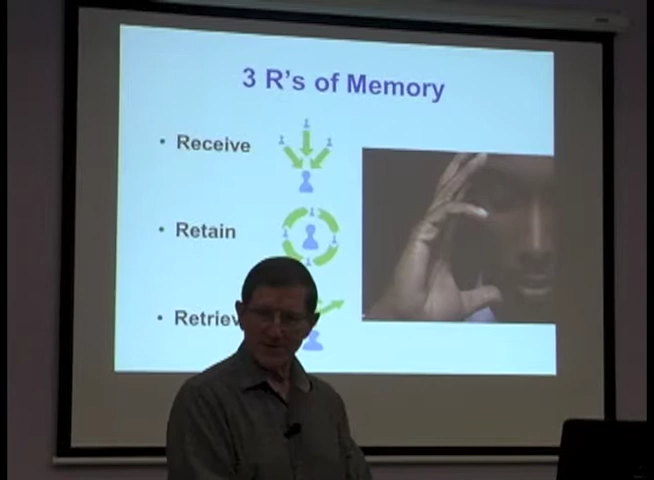 3 R's of Memory
• Receive
• Retain
• Retriev